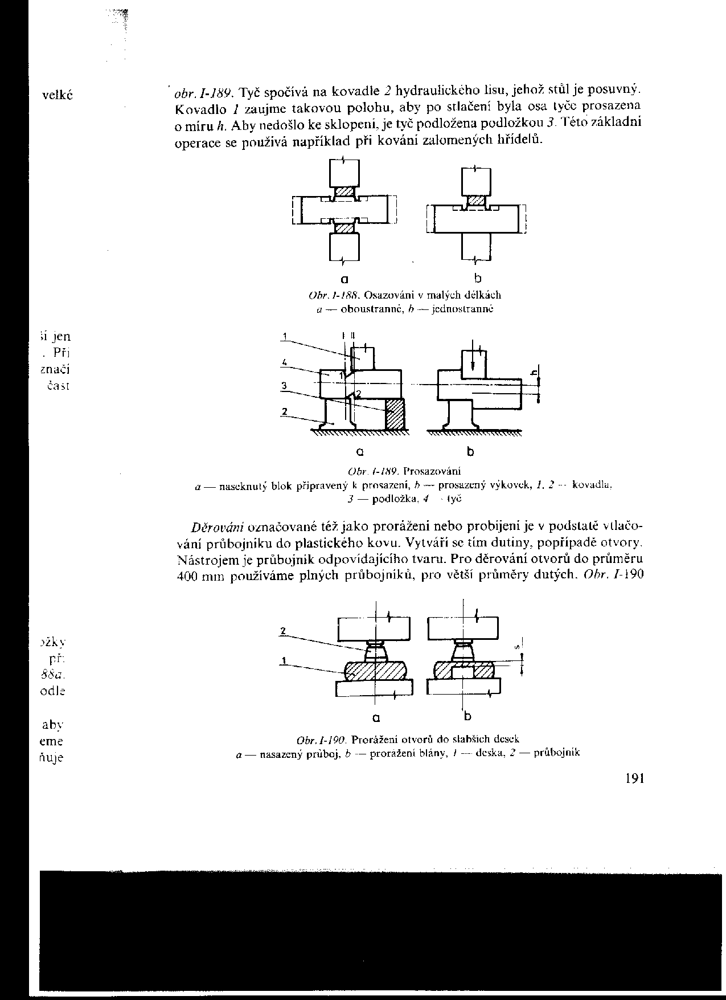 velké
obr. I-189. Tyč spočívá na kovadle 2 hydraulického lisu, jehož stůl je posuvný.
Kovadlo 1 zaujme takovou polohu, aby po stlačení byla osa tyče prosazena
o míru h. Aby nedošlo ke sklopení, je tyč podložena podložkou 3. Této základní
operace se používá například při kování zalomených hřídelů.
a b
Obr. I-188. Osazování v malých délkách
a — oboustranné, b — jednostranné
jen
. Při
značí
část
1 I II
4 1
3 2
2
h
a b
Obr. I-189. Prosazování
a — naseknutý blok připravený k prosazení, b — prosazený výkovek, 1, 2 — kovadla,
3 — podložka, 4 — tyč
Děrování označované též jako proražení nebo probíjení je v podstatě vtlačo-
vání průbojníku do plastického kovu. Vytváří se tím dutiny, popřípadě otvory.
Nástrojem je průbojník odpovídajícího tvaru. Pro děrování otvorů do průměru
400 mm používáme plných průbojníků, pro větší průměry dutých. Obr. I-190
2
1
s
a b
Obr. I-190. Proražení otvorů do slabších desek
a — nasazený průboj, b — proražení blány, 1 — deska, 2 — průbojník
ožky
při
88a.
odle
aby
eme
ňuje
191